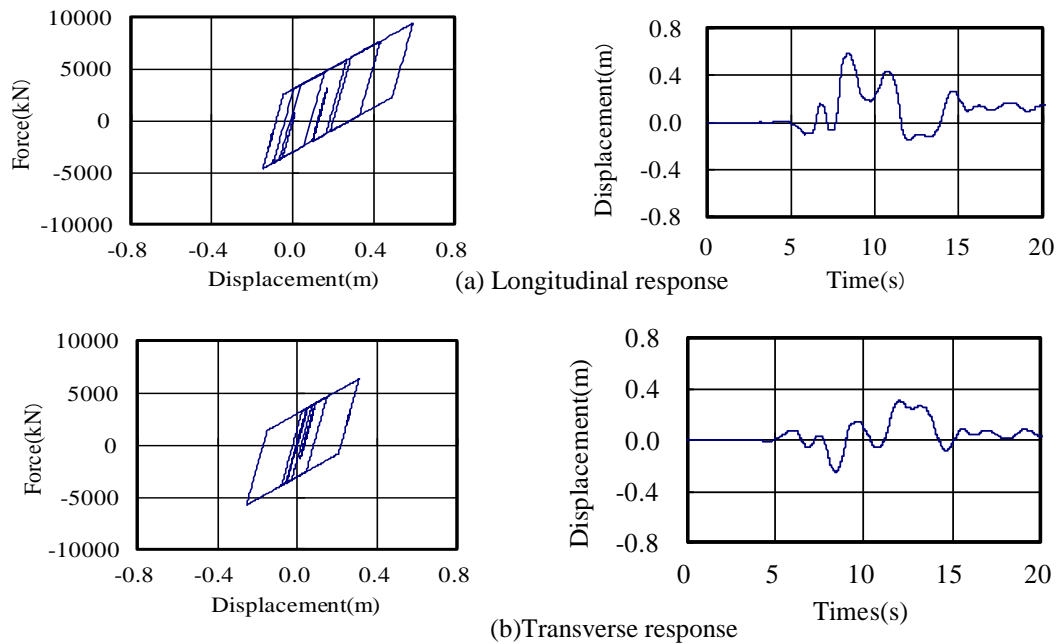 Force(kN)
10000
5000
0
-5000
-10000
-0.8 -0.4 0.0 0.4 0.8
Displacement(m)
Displacement(m)
0.8
0.4
0.0
-0.4
-0.8
0 5 10 15 20
Time(s)
(a) Longitudinal response
Force(kN)
10000
5000
0
-5000
-10000
-0.8 -0.4 0.0 0.4 0.8
Displacement(m)
Displacement(m)
0.8
0.4
0.0
-0.4
-0.8
0 5 10 15 20
Times(s)
(b)Transverse response